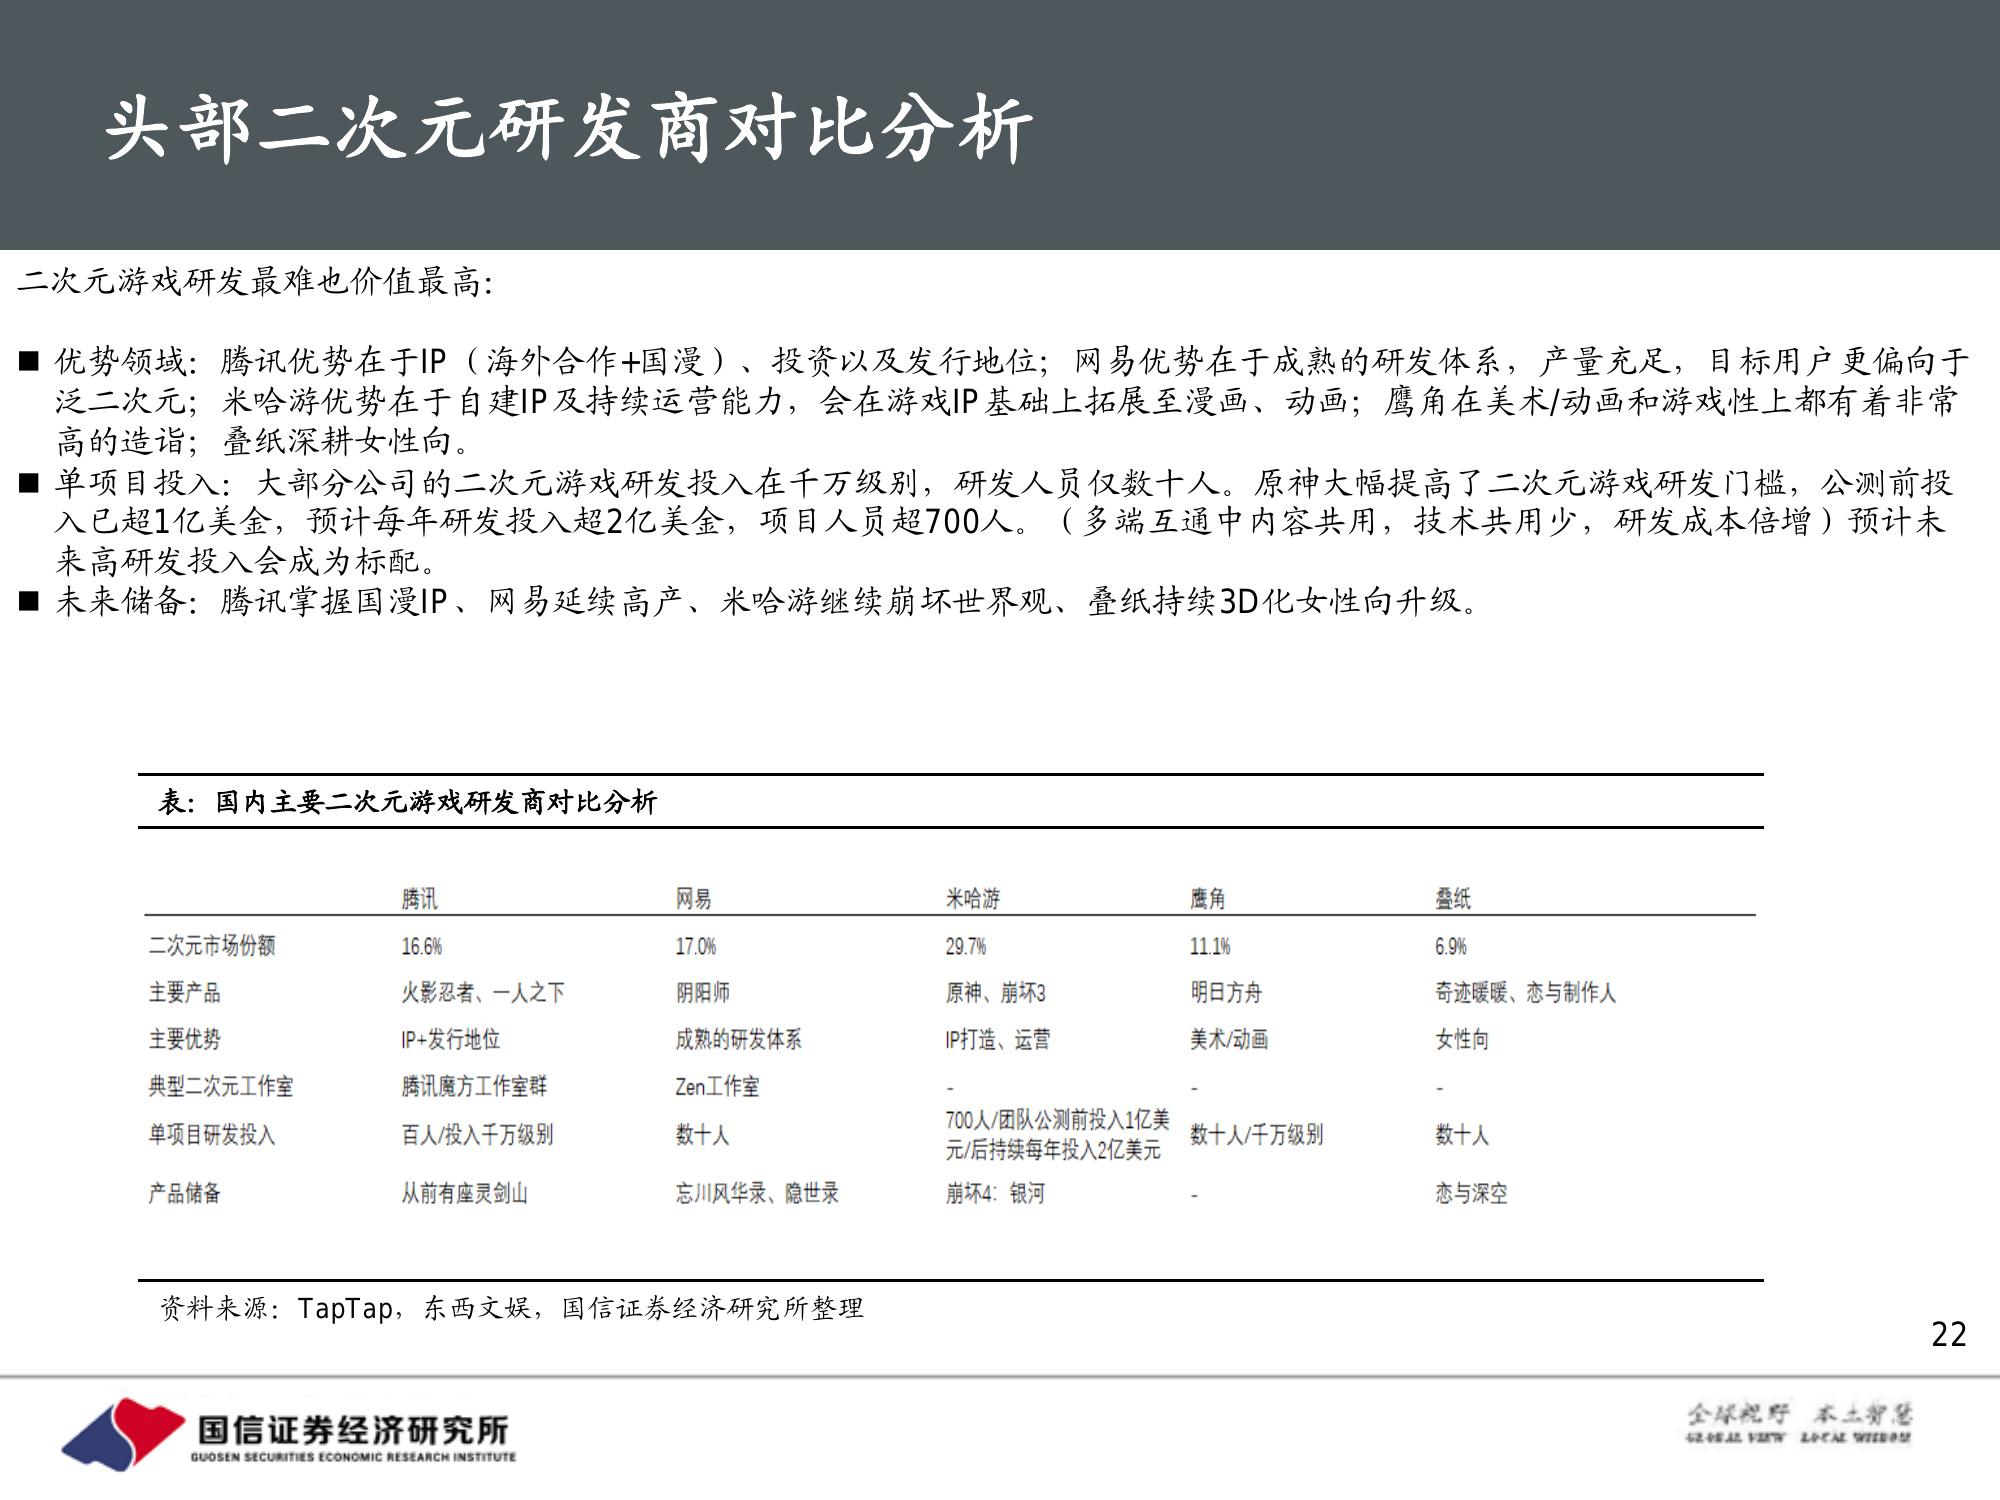 头部二次元研发商对比分析
二次元游戏研发最难也价值最高：
■ 优势领域：腾讯优势在于IP（海外合作+国漫）、投资以及发行地位；网易优势在于成熟的研发体系，产量充足，目标用户更偏向于
泛二次元；米哈游优势在于自建IP及持续运营能力，会在游戏IP基础上拓展至漫画、动画；鹰角在美术/动画和游戏性上都有着非常
高的造诣；叠纸深耕女性向。
■ 单项目投入：大部分公司的二次元游戏研发投入在千万级别，研发人员仅数十人。原神大幅提高了二次元游戏研发门槛，公测前投
入已超1亿美金，预计每年研发投入超2亿美金，项目人员超700人。（多端互通中内容共用，技术共用少，研发成本倍增）预计未
来高研发投入会成为标配。
■ 未来储备：腾讯掌握国漫IP、网易延续高产、米哈游继续崩坏世界观、叠纸持续3D化女性向升级。
表：国内主要二次元游戏研发商对比分析
腾讯 网易 米哈游 鹰角 叠纸
二次元市场份额 16.6% 17.0% 29.7% 11.1% 6.9%
主要产品 火影忍者、一人之下 阴阳师 原神、崩坏3 明日方舟 奇迹暖暖、恋与制作人
主要优势 IP+发行地位 成熟的研发体系 IP打造、运营 美术/动画 女性向
典型二次元工作室 腾讯魔方工作室群 Zen工作室 - - -
单项目研发投入 百人/投入千万级别 数十人 700人/团队公测前投入1亿美
元/后持续每年投入2亿美元 数十人/千万级别 数十人
产品储备 从前有座灵剑山 忘川风华录、隐世录 崩坏4：银河 - 恋与深空
资料来源：TapTap，东西文娱，国信证券经济研究所整理
22
国信证券经济研究所
GUOSEN SECURITIES ECONOMIC RESEARCH INSTITUTE
全球视野 本土智慧
GLOBAL VIEW LOCAL WISDOM